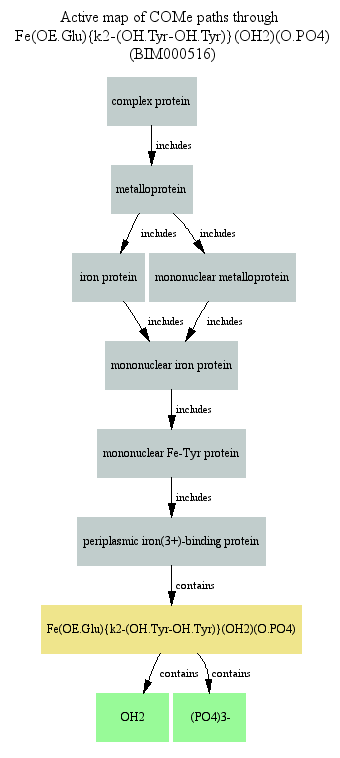 Active map of COMe paths through
Fe(OE.Glu){k2-(OH.Tyr-OH.Tyr)}(OH2)(O.PO4)
(BIM000516)
complex protein
includes
metalloprotein
includes includes
iron protein mononuclear metalloprotein
includes includes
mononuclear iron protein
includes
mononuclear Fe-Tyr protein
includes
periplasmic iron(3+)-binding protein
contains
Fe(OE.Glu){k2-(OH.Tyr-OH.Tyr)}(OH2)(O.PO4)
contains contains
OH2 (PO4)3-